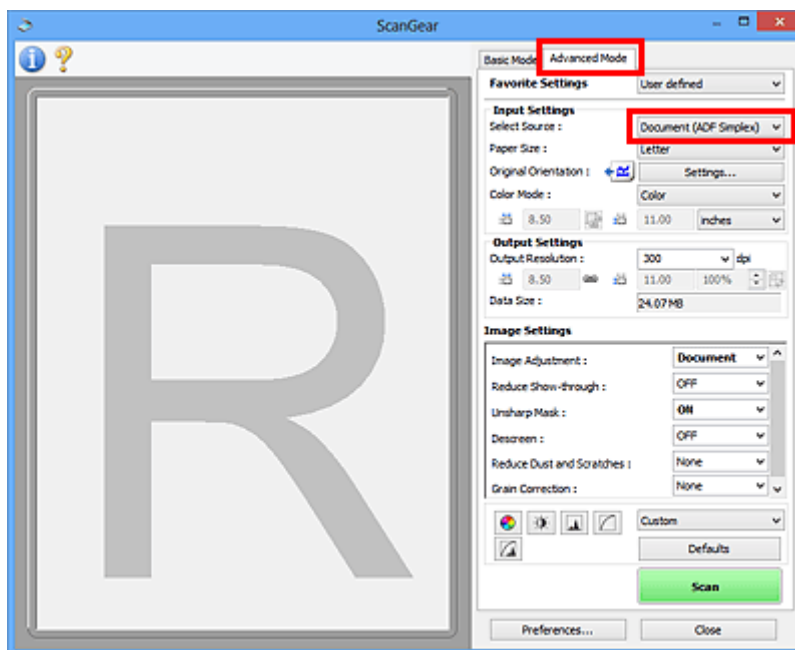 ScanGear
Basic Mode Advanced Mode
Favorite Settings User defined
Input Settings
Select Source : Document (ADF Simplex)
Paper Size : Letter
Original Orientation : Settings...
Color Mode : Color
8.50 11.00 inches
Output Settings
Output Resolution : 300 dpi
8.50 11.00 100%
Data Size : 24.07 MB
Image Settings
Image Adjustment : Document
Reduce Show-through : OFF
Unsharp Mask : ON
Descreen : OFF
Reduce Dust and Scratches : None
Grain Correction : None
Custom
Defaults
Scan
Preferences... Close
R